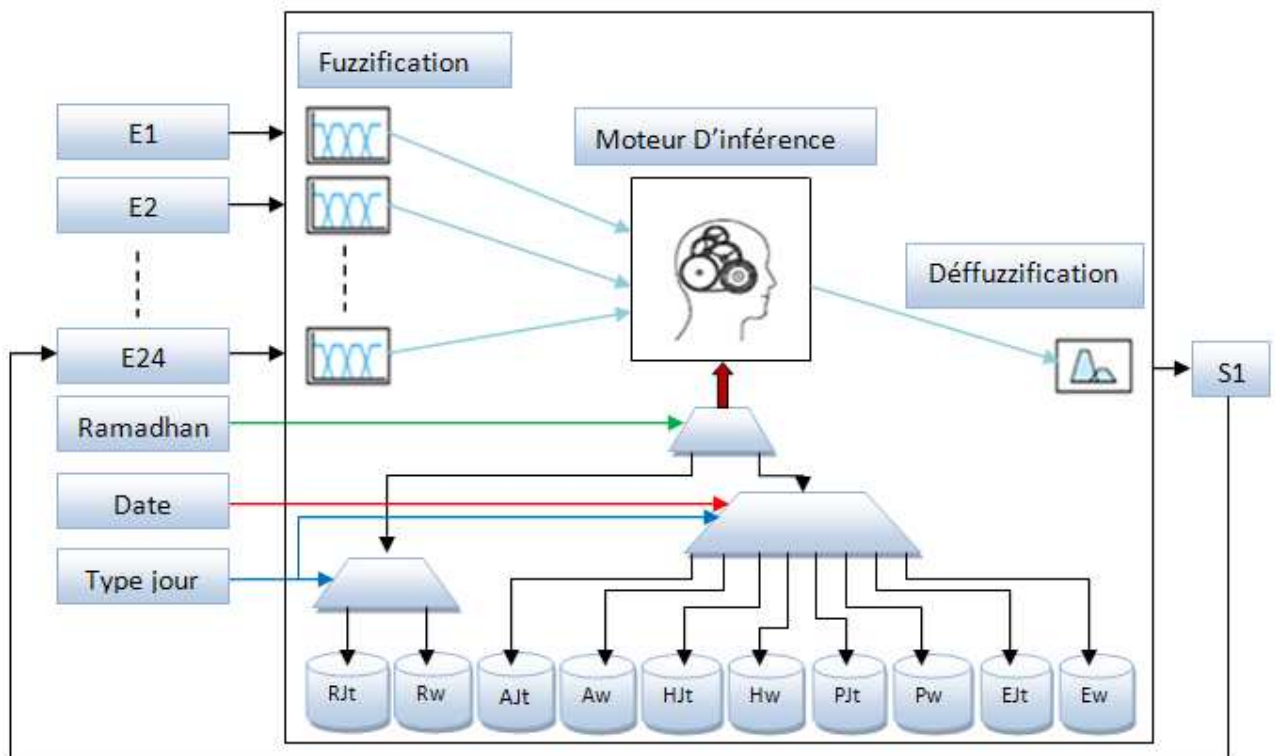 Fuzzification
E1
Moteur D'inférence
E2
Déffuzzification
E24
S1
Ramadhan
Date
Type jour
RJt
Rw
AJt
Aw
HJt
Hw
PJt
Pw
EJt
Ew